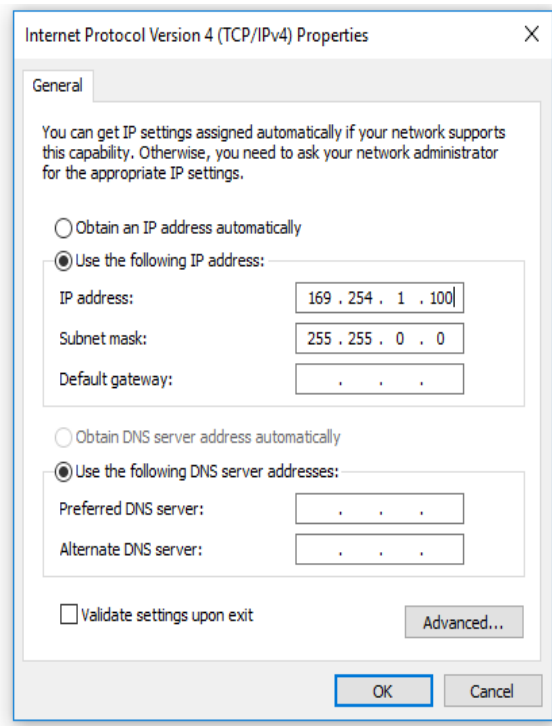 Internet Protocol Version 4 (TCP/IPv4) Properties
General
You can get IP settings assigned automatically if your network supports
this capability. Otherwise, you need to ask your network administrator
for the appropriate IP settings.
Obtain an IP address automatically
Use the following IP address:
IP address: 169 . 254 . 1 . 100
Subnet mask: 255 . 255 . 0 . 0
Default gateway: . . .
Obtain DNS server address automatically
Use the following DNS server addresses:
Preferred DNS server: . . .
Alternate DNS server: . . .
Validate settings upon exit
Advanced...
OK Cancel